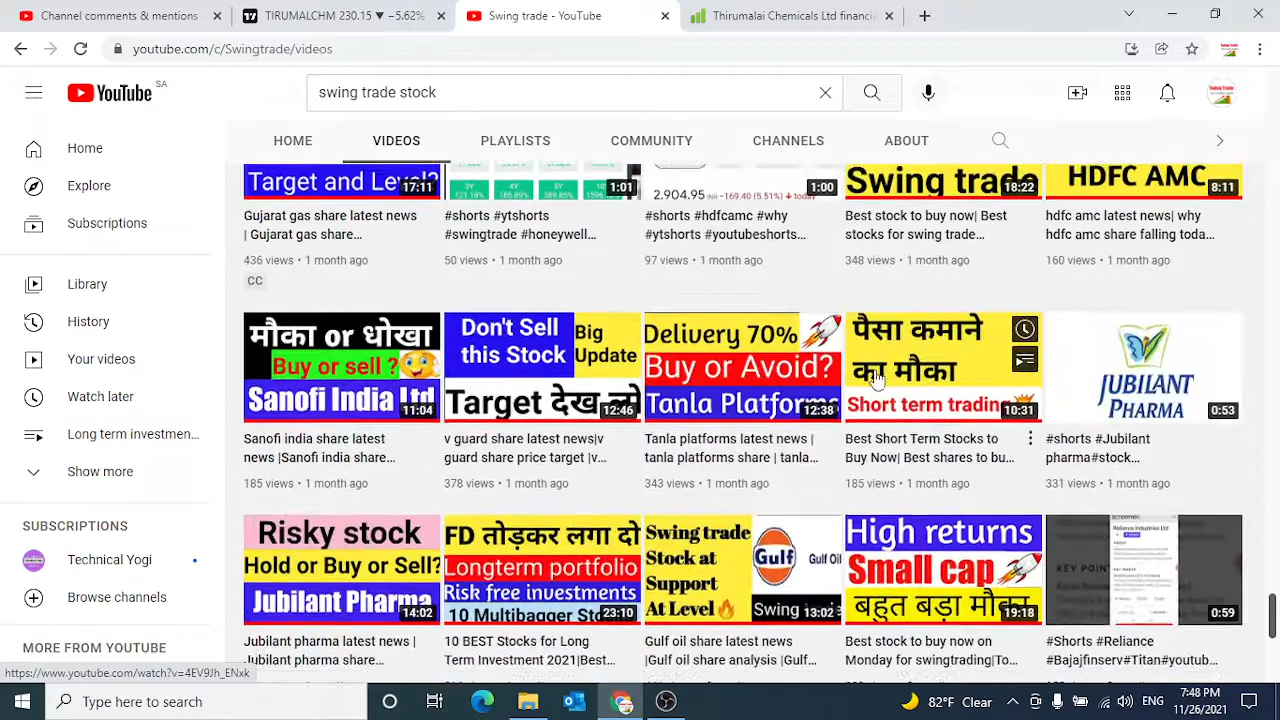 Channel comments & mentions -
TIRUMALCHM 230.15 ▼ −5.62%
Swing Trade - YouTube
Thirumalai Chemicals Ltd financia
youtube.com/c/Swingtrade/videos
YouTube SA
swing trade stock
HOME VIDEOS PLAYLISTS COMMUNITY CHANNELS ABOUT
Home
Explore
Subscriptions
Library
History
Your videos
Watch later
Long term investmen...
Show more
SUBSCRIPTIONS
Technical Yogi
Browse channels
MORE FROM YOUTUBE
Target and Level?
17:11
Gujarat gas share latest news
| Gujarat gas share...
436 views • 1 month ago
CC
1:01
#shorts #ytshorts
#swingtrade #honeywell...
50 views • 1 month ago
2,904.95 INR −169.40 (5.51%) ↓ today
1:00
#shorts #hdfcamc #why
#ytshorts #youtubeshorts...
97 views • 1 month ago
Swing trade
18:22
Best stock to buy now| Best
stocks for swing trade...
348 views • 1 month ago
HDFC AMC
8:11
hdfc amc latest news| why
hdfc amc share falling toda...
160 views • 1 month ago
मौका or धोखा
Buy or sell ?
Sanofi India Ltd
11:04
Sanofi india share latest
news |Sanofi india share...
185 views • 1 month ago
Don't Sell
this Stock
Big
Update
Target देख लो
12:46
v guard share latest news|v
guard share price target |v...
378 views • 1 month ago
Delivery 70%
Buy or Avoid?
Tanla Platforms
12:38
Tanla platforms latest news |
tanla platforms share | tanla...
343 views • 1 month ago
पैसा कमाने
का मौका
Short term trading
10:31
Best Short Term Stocks to
Buy Now| Best shares to bu...
185 views • 1 month ago
JUBILANT
PHARMA
0:53
#shorts #Jubilant
pharma#stock...
331 views • 1 month ago
Risky stock
Hold or Buy or Sell?
Jubilant Pharma
14:02
Jubilant pharma latest news |
Jubilant pharma share...
FD तोड़कर लगा दो
Longterm portfolio
Risk free investments
10 Multibagger Stocks
23:10
10 BEST Stocks for Long
Term Investment 2021|Best...
Swing trade
Stock at
Support
At Level
Gulf
Gulf Oil
Swing
13:02
Gulf oil share latest news
|Gulf oil share analysis |Gulf...
High returns
Small cap
बहुत बड़ा मौका
19:18
Best stock to buy now on
Monday for swingtrading|To...
Reliance Industries Ltd
KEY POINTS
0:59
#Shorts #Reliance
#Bajajfinserv#Titan#youtub...
https://www.youtube.com/watch?v=4EV9Jh_ENxk
Type here to search
82°F Clear
7:48 PM
11/26/2021